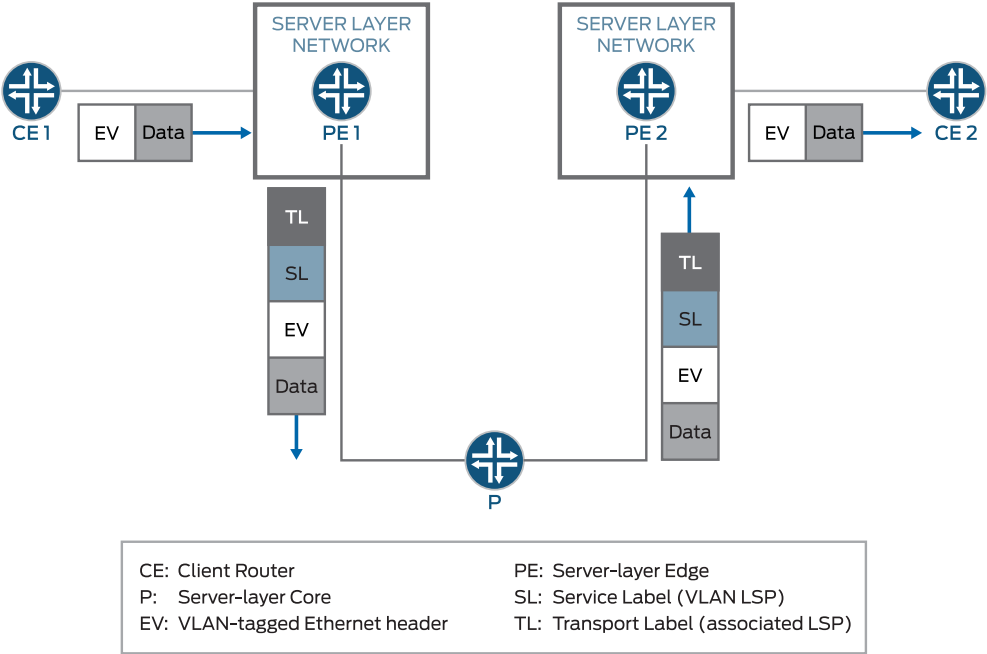 SERVER LAYER
NETWORK
SERVER LAYER
NETWORK
CE 1
EV Data
PE 1
PE 2
EV Data
CE 2
TL
SL
EV
Data
TL
SL
EV
Data
P
CE: Client Router
P: Server-layer Core
EV: VLAN-tagged Ethernet header
PE: Server-layer Edge
SL: Service Label (VLAN LSP)
TL: Transport Label (associated LSP)